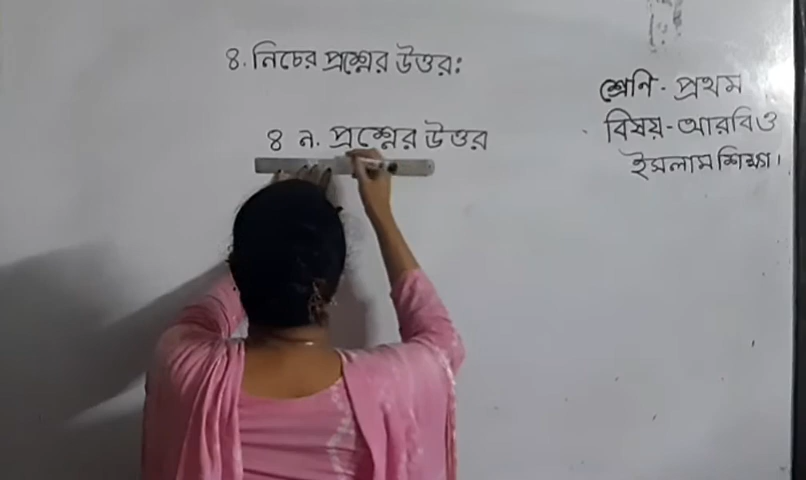 ৪. নিচের প্রশ্নের উত্তর:
৪ ন. প্রশ্নের উত্তর
শ্রেণি - প্রথম
বিষয় - আরবি ও
ইসলাম শিক্ষা।